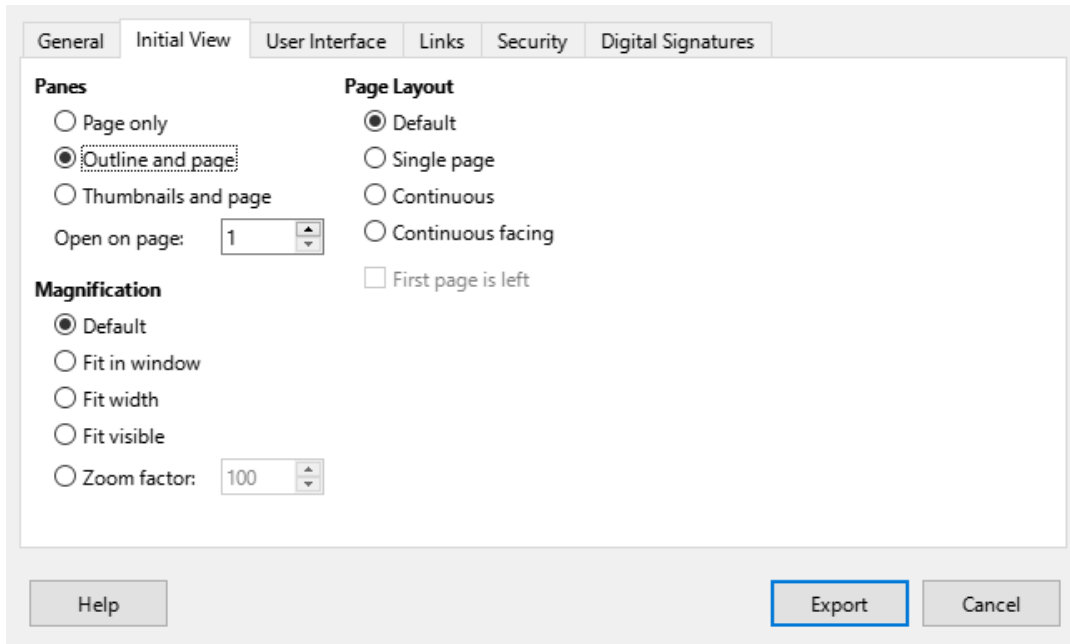 General Initial View User Interface Links Security Digital Signatures
Panes
Page only
Outline and page
Thumbnails and page
Open on page: 1
Magnification
Default
Fit in window
Fit width
Fit visible
Zoom factor: 100
Page Layout
Default
Single page
Continuous
Continuous facing
First page is left
Help Export Cancel